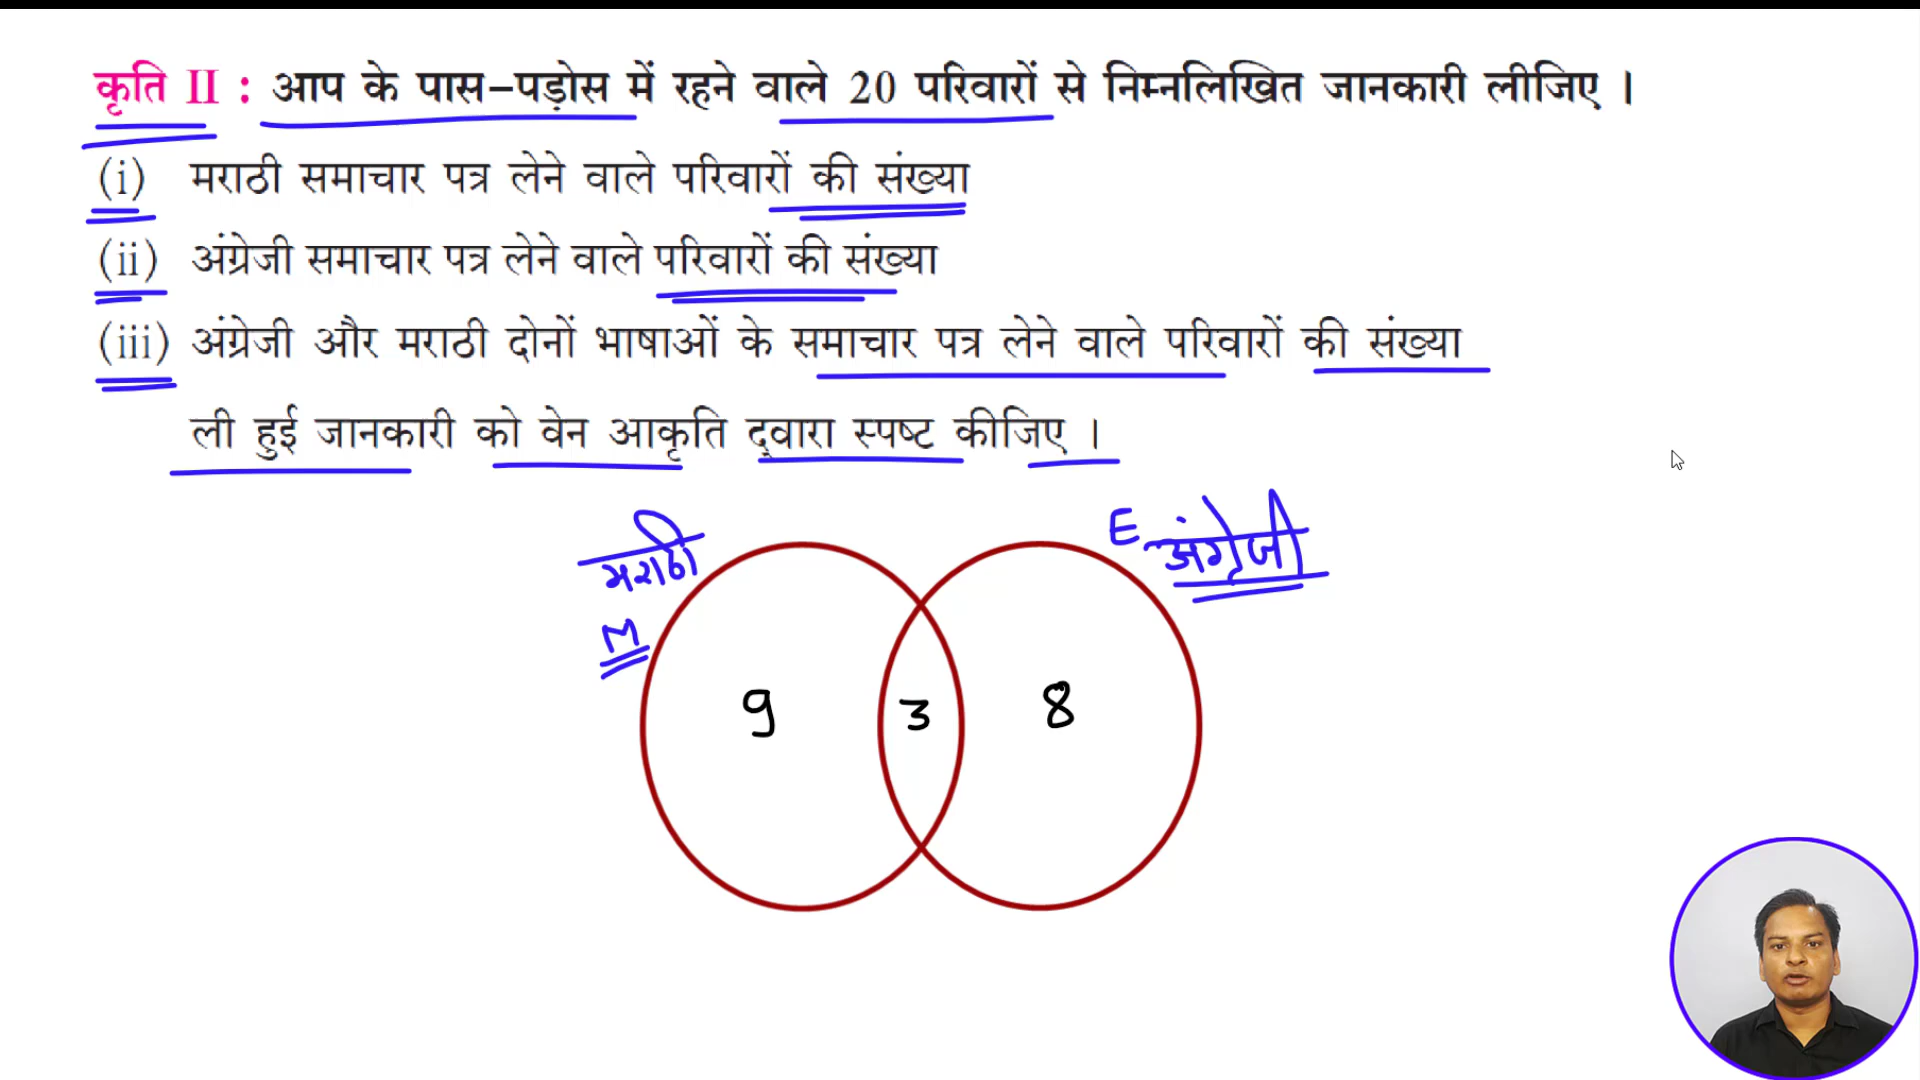 कृति II : आप के पास-पड़ोस में रहने वाले 20 परिवारों से निम्नलिखित जानकारी लीजिए ।
(i) मराठी समाचार पत्र लेने वाले परिवारों की संख्या
(ii) अंग्रेजी समाचार पत्र लेने वाले परिवारों की संख्या
(iii) अंग्रेजी और मराठी दोनों भाषाओं के समाचार पत्र लेने वाले परिवारों की संख्या
ली हुई जानकारी को वेन आकृति द्वारा स्पष्ट कीजिए ।
मराठी E अंग्रेजी
M
9 3 8